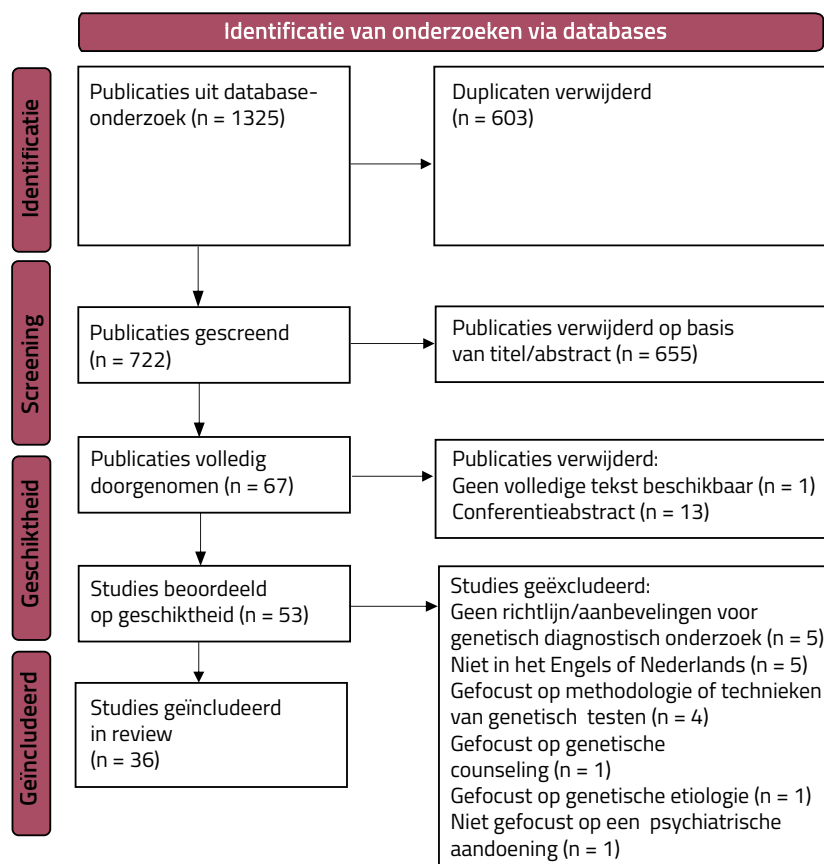 Identificatie van onderzoeken via databases
Identificatie
Publicaties uit database-
onderzoek (n = 1325)
Duplicaten verwijderd
(n = 603)
Screening
Publicaties gescreend
(n = 722)
Publicaties verwijderd op basis
van titel/abstract (n = 655)
Geschiktheid
Publicaties volledig
doorgenomen (n = 67)
Publicaties verwijderd:
Geen volledige tekst beschikbaar (n = 1)
Conferentieabstract (n = 13)
Studies beoordeeld
op geschiktheid (n = 53)
Studies geëxcludeerd:
Geen richtlijn/aanbevelingen voor
genetisch diagnostisch onderzoek (n = 5)
Niet in het Engels of Nederlands (n = 5)
Gefocust op methodologie of technieken
van genetisch testen (n = 4)
Gefocust op genetische
counseling (n = 1)
Gefocust op genetische etiologie (n = 1)
Niet gefocust op een psychiatrische
aandoening (n = 1)
Geïncludeerd
Studies geïncludeerd
in review
(n = 36)